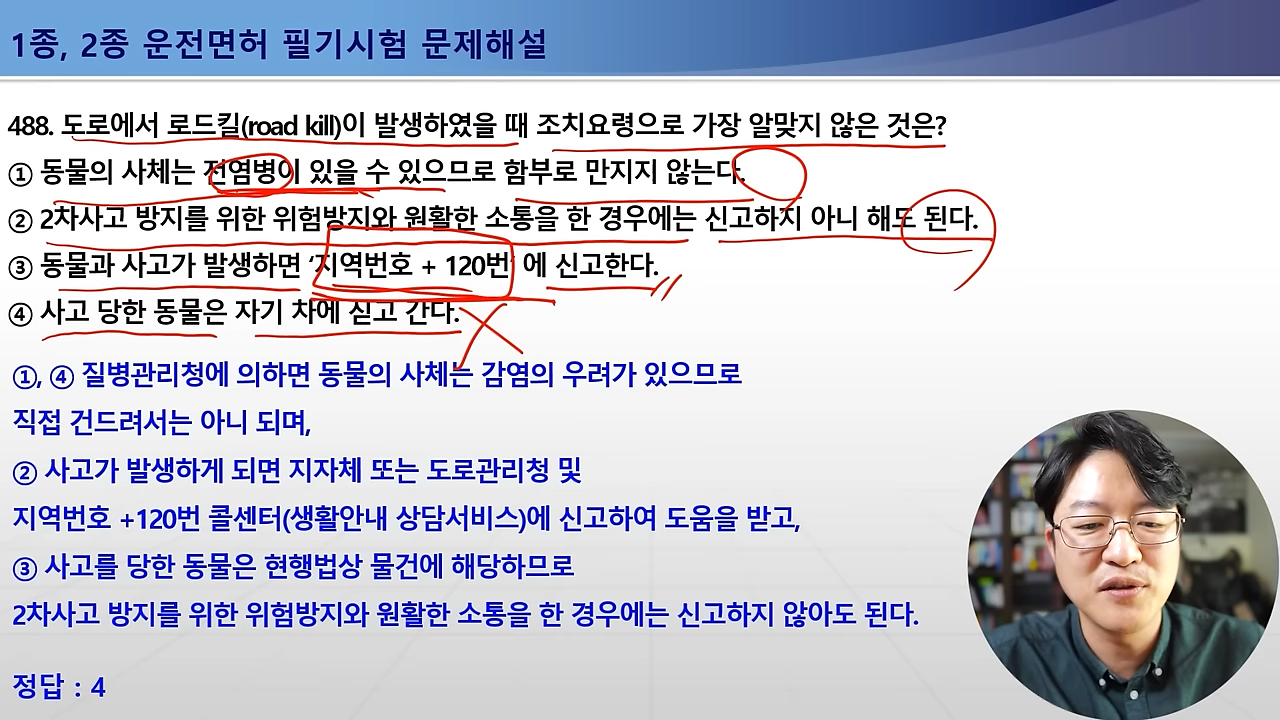 1종, 2종 운전면허 필기시험 문제해설
488. 도로에서 로드킬(road kill)이 발생하였을 때 조치요령으로 가장 알맞지 않은 것은?
① 동물의 사체는 전염병이 있을 수 있으므로 함부로 만지지 않는다.
② 2차사고 방지를 위한 위험방지와 원활한 소통을 한 경우에는 신고하지 아니 해도 된다.
③ 동물과 사고가 발생하면 ‘지역번호 + 120번’ 에 신고한다.
④ 사고 당한 동물은 자기 차에 싣고 간다.
①, ④ 질병관리청에 의하면 동물의 사체는 감염의 우려가 있으므로
직접 건드려서는 아니 되며,
② 사고가 발생하게 되면 지자체 또는 도로관리청 및
지역번호 +120번 콜센터(생활안내 상담서비스)에 신고하여 도움을 받고,
③ 사고를 당한 동물은 현행법상 물건에 해당하므로
2차사고 방지를 위한 위험방지와 원활한 소통을 한 경우에는 신고하지 않아도 된다.
정답 : 4